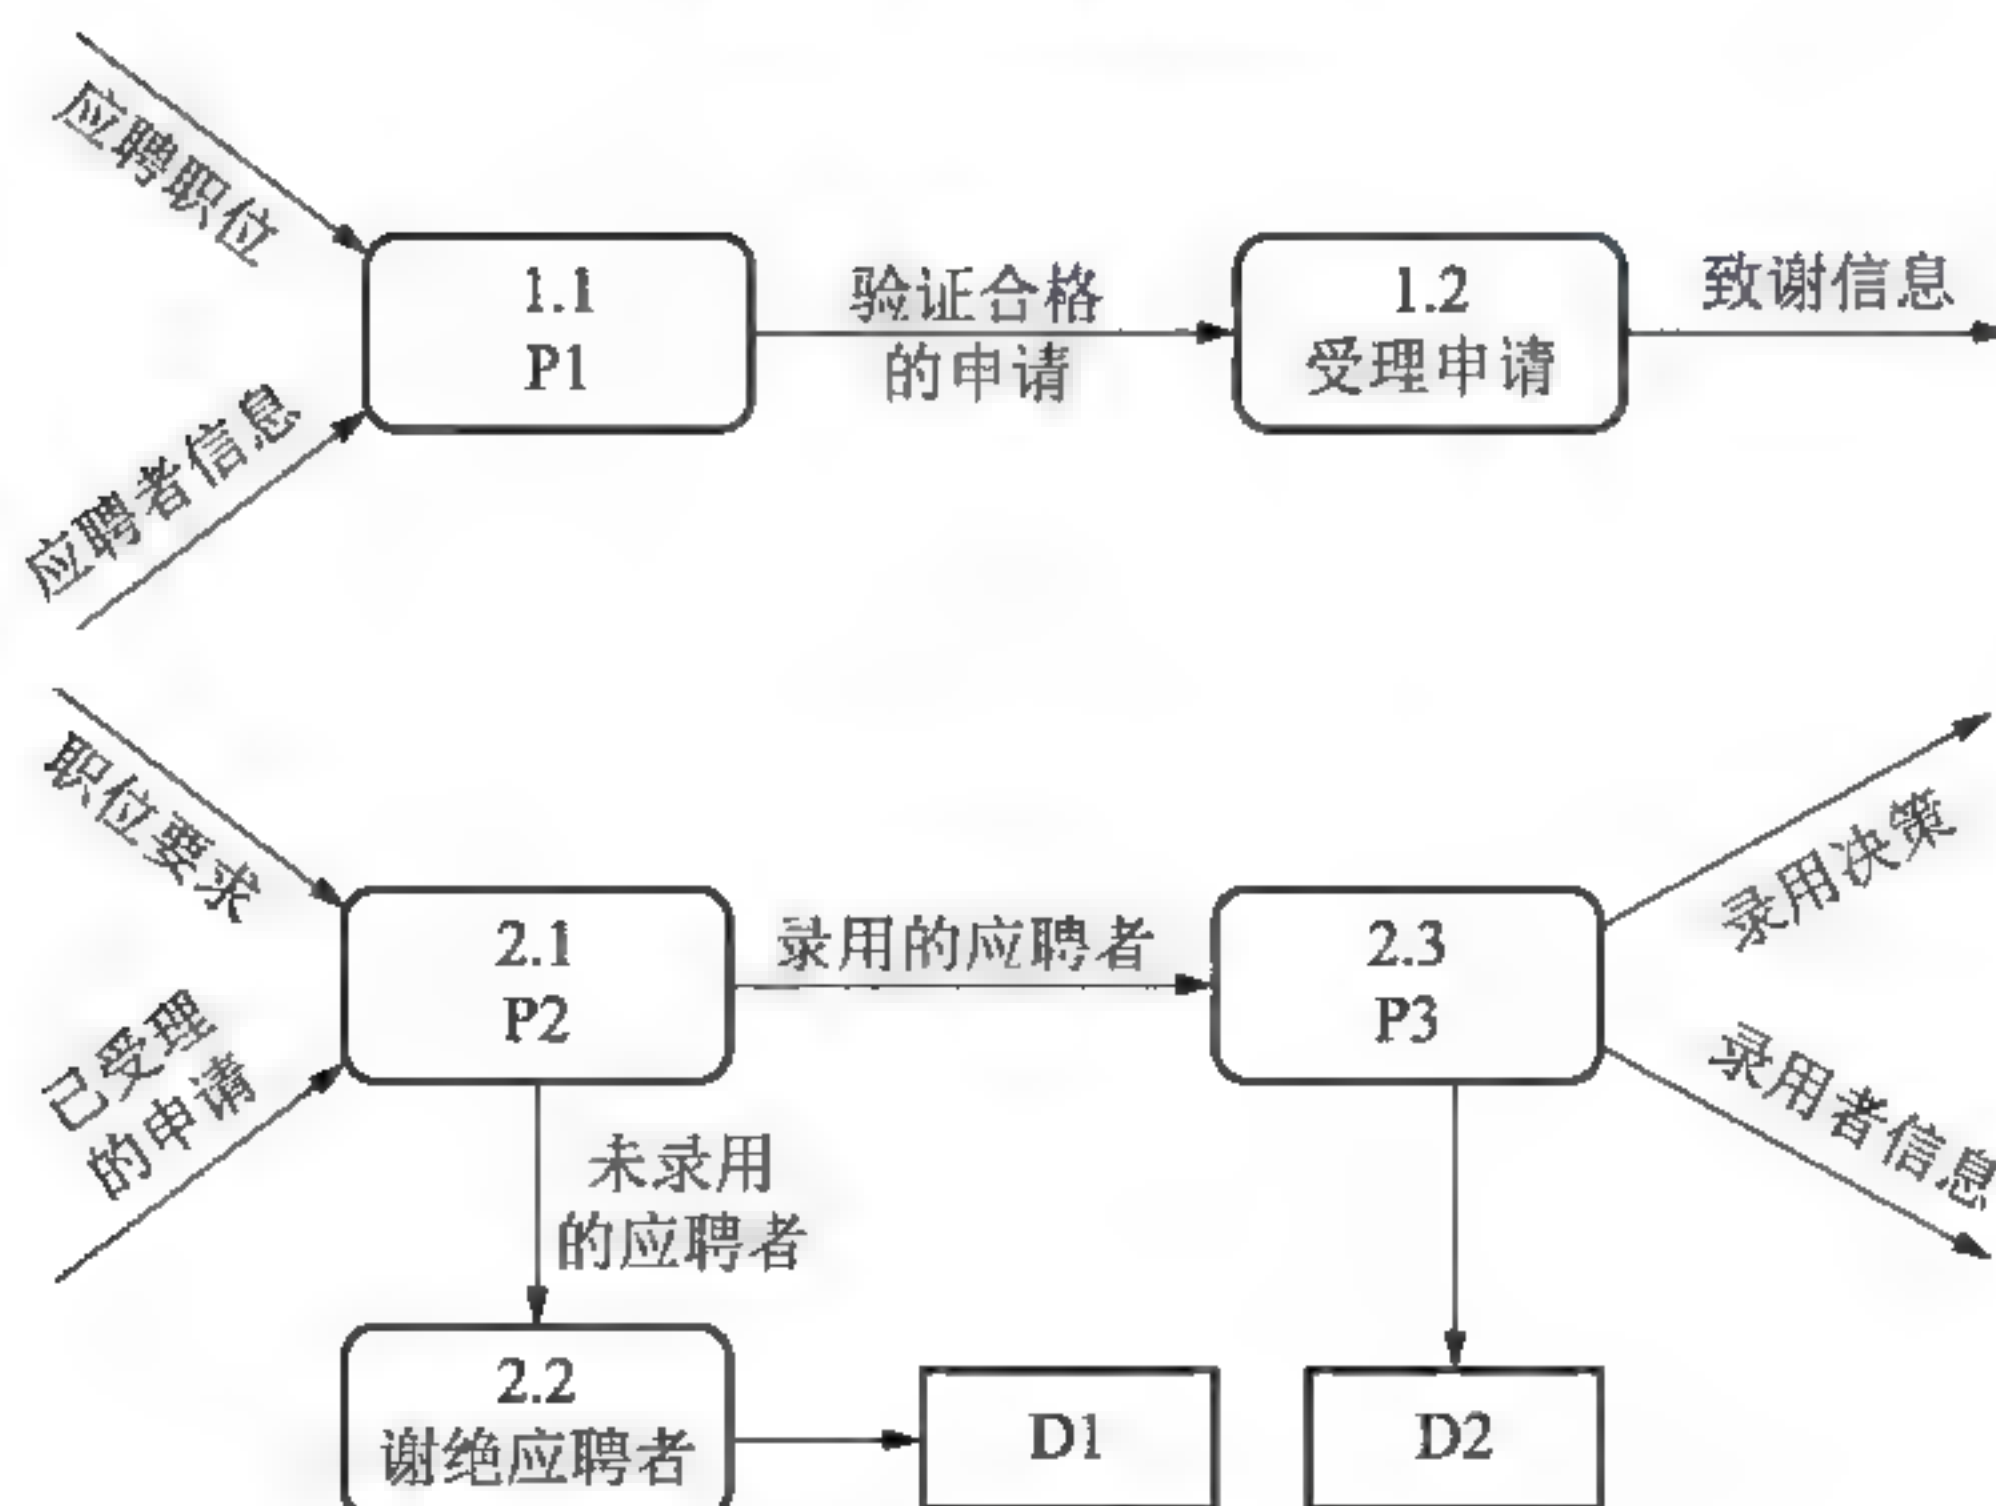 应聘职位
1.1
P1
应聘者信息
验证合格
的申请
1.2
受理申请
致谢信息
职位要求
已受理
的申请
2.1
P2
录用的应聘者
2.3
P3
录用决策
录用者信息
未录用
的应聘者
2.2
谢绝应聘者
D1
D2